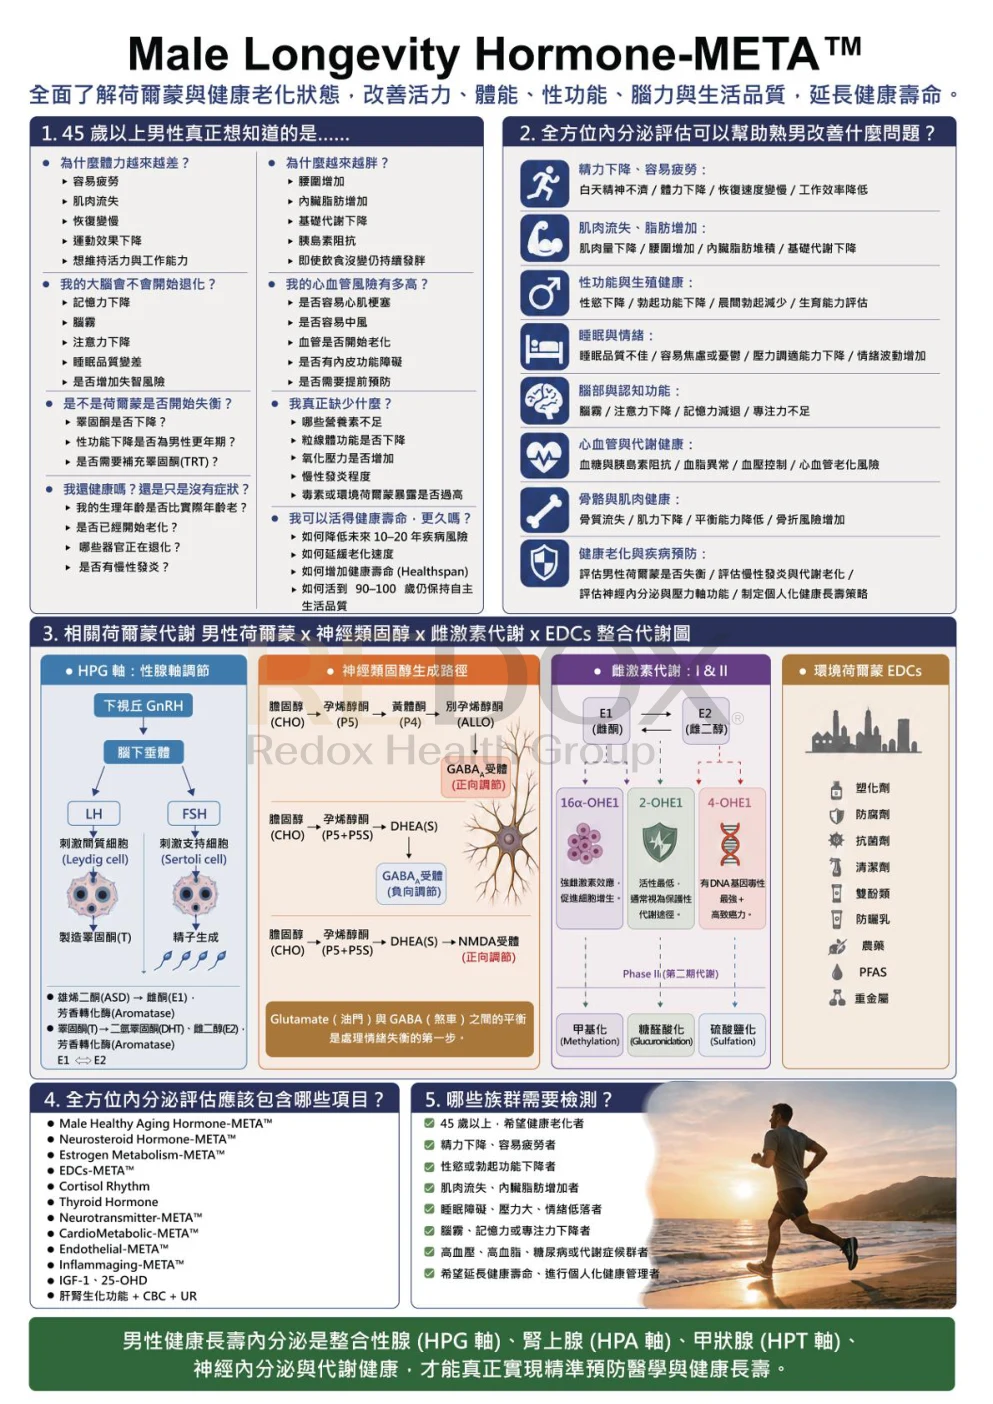 Male Longevity Hormone-META™
全面了解荷爾蒙與健康老化狀態，改善活力、體能、性功能、腦力與生活品質，延長健康壽命。
1. 45 歲以上男性真正想知道的是......
● 為什麼體力越來越差？
▸ 容易疲勞
▸ 肌肉流失
▸ 恢復變慢
▸ 運動效果下降
▸ 想維持活力與工作能力
● 我的大腦會不會開始退化？
▸ 記憶力下降
▸ 腦霧
▸ 注意力下降
▸ 睡眠品質變差
▸ 是否增加失智風險
● 是不是荷爾蒙是否開始失衡？
▸ 睪固酮是否下降？
▸ 性功能下降是否為男性更年期？
▸ 是否需要補充睪固酮(TRT)？
● 我還健康嗎？還是只是沒有症狀？
▸ 我的生理年齡是否比實際年齡老？
▸ 是否已經開始老化？
▸ 哪些器官正在退化？
▸ 是否有慢性發炎？
● 為什麼越來越胖？
▸ 腰圍增加
▸ 內臟脂肪增加
▸ 基礎代謝下降
▸ 胰島素阻抗
▸ 即使飲食沒變仍持續發胖
● 我的心血管風險有多高？
▸ 是否容易心肌梗塞
▸ 是否容易中風
▸ 血管是否開始老化
▸ 是否有內皮功能障礙
▸ 是否需要提前預防
● 我真正缺少什麼？
▸ 哪些營養素不足
▸ 粒線體功能是否下降
▸ 氧化壓力是否增加
▸ 慢性發炎程度
▸ 毒素或環境荷爾蒙暴露是否過高
● 我可以活得健康壽命，更久嗎？
▸ 如何降低未來 10–20 年疾病風險
▸ 如何延緩老化速度
▸ 如何增加健康壽命 (Healthspan)
▸ 如何活到 90–100 歲仍保持自主
生活品質
2. 全方位內分泌評估可以幫助熟男改善什麼問題？
精力下降、容易疲勞：
白天精神不濟 / 體力下降 / 恢復速度變慢 / 工作效率降低
肌肉流失、脂肪增加：
肌肉量下降 / 腰圍增加 / 內臟脂肪堆積 / 基礎代謝下降
性功能與生殖健康：
性慾下降 / 勃起功能下降 / 晨間勃起減少 / 生育能力評估
睡眠與情緒：
睡眠品質不佳 / 容易焦慮或憂鬱 / 壓力調適能力下降 / 情緒波動增加
腦部與認知功能：
腦霧 / 注意力下降 / 記憶力減退 / 專注力不足
心血管與代謝健康：
血糖與胰島素阻抗 / 血脂異常 / 血壓控制 / 心血管老化風險
骨骼與肌肉健康：
骨質流失 / 肌力下降 / 平衡能力降低 / 骨折風險增加
健康老化與疾病預防：
評估男性荷爾蒙是否失衡 / 評估慢性發炎與代謝老化 /
評估神經內分泌與壓力軸功能 / 制定個人化健康長壽策略
3. 相關荷爾蒙代謝 男性荷爾蒙 x 神經類固醇 x 雌激素代謝 x EDCs 整合代謝圖
REDOX®
Redox Health Group
● HPG 軸：性腺軸調節
下視丘 GnRH
腦下垂體
LH FSH
刺激間質細胞 刺激支持細胞
(Leydig cell) (Sertoli cell)
製造睪固酮(T) 精子生成
● 雄烯二酮(ASD) → 雌酮(E1)，
芳香轉化酶(Aromatase)
● 睪固酮(T)→ 二氫睪固酮(DHT)、雌二醇(E2)，
芳香轉化酶(Aromatase)
E1 ⇔ E2
● 神經類固醇生成路徑
膽固醇 → 孕烯醇酮 → 黃體酮 → 別孕烯醇酮
(CHO) (P5) (P4) (ALLO)
GABAA受體
(正向調節)
膽固醇 → 孕烯醇酮 → DHEA(S)
(CHO) (P5+P5S)
GABAA受體
(負向調節)
膽固醇 → 孕烯醇酮 → DHEA(S) → NMDA受體
(CHO) (P5+P5S) (正向調節)
Glutamate（油門）與 GABA（煞車）之間的平衡
是處理情緒失衡的第一步。
● 雌激素代謝：I & II
E1 E2
(雌酮) (雌二醇)
16α-OHE1 2-OHE1 4-OHE1
強雌激素效應，
促進細胞增生。
活性最低，
通常視為保護性
代謝途徑。
有DNA基因毒性
最強+
高致癌力。
Phase II (第二期代謝)
甲基化 糖醛酸化 硫酸鹽化
(Methylation) (Glucuronidation) (Sulfation)
● 環境荷爾蒙 EDCs
塑化劑
防腐劑
抗菌劑
清潔劑
雙酚類
防曬乳
農藥
PFAS
重金屬
4. 全方位內分泌評估應該包含哪些項目？
● Male Healthy Aging Hormone-META™
● Neurosteroid Hormone-META™
● Estrogen Metabolism-META™
● EDCs-META™
● Cortisol Rhythm
● Thyroid Hormone
● Neurotransmitter-META™
● CardioMetabolic-META™
● Endothelial-META™
● Inflammaging-META™
● IGF-1、25-OHD
● 肝腎生化功能 + CBC + UR
5. 哪些族群需要檢測？
45 歲以上，希望健康老化者
精力下降、容易疲勞者
性慾或勃起功能下降者
肌肉流失、內臟脂肪增加者
睡眠障礙、壓力大、情緒低落者
腦霧、記憶力或專注力下降者
高血壓、高血脂、糖尿病或代謝症候群者
希望延長健康壽命、進行個人化健康管理者
男性健康長壽內分泌是整合性腺 (HPG 軸)、腎上腺 (HPA 軸)、甲狀腺 (HPT 軸)、
神經內分泌與代謝健康，才能真正實現精準預防醫學與健康長壽。